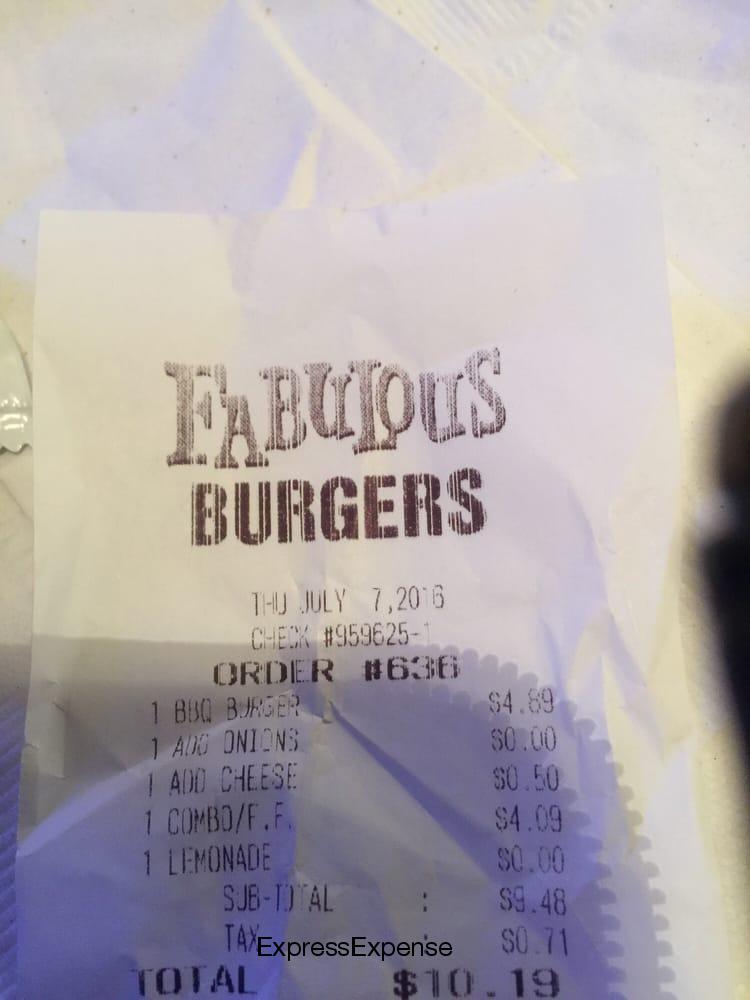 FABULOUS
BURGERS
THU JULY 7,2016
CHECK #959625-1
ORDER #636
1 BBQ BURGER $4.89
1 ADD ONIONS $0.00
1 ADD CHEESE $0.50
1 COMBO/F.F. $4.09
1 LEMONADE $0.00
SUB-TOTAL : $9.48
TAX : $0.71
ExpressExpense
TOTAL $10.19